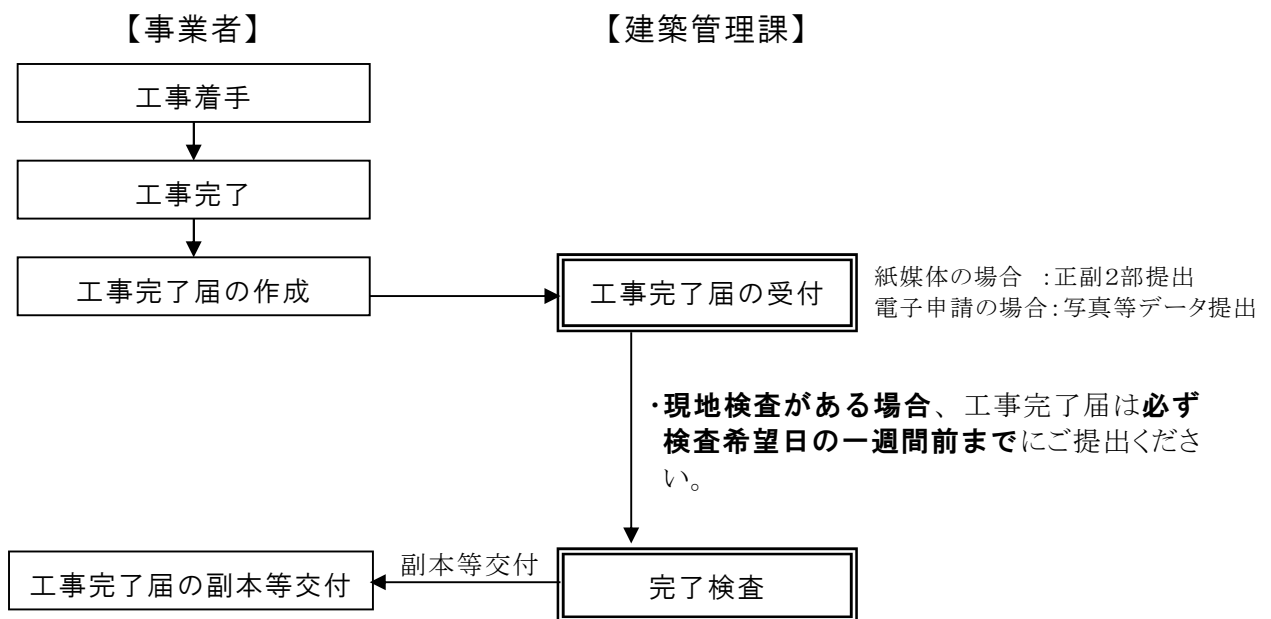 【事業者】
【建築管理課】
工事着手
工事完了
工事完了届の作成
工事完了届の受付
紙媒体の場合 :正副2部提出
電子申請の場合:写真等データ提出
・現地検査がある場合、工事完了届は必ず
検査希望日の一週間前までにご提出くださ
い。
工事完了届の副本等交付
副本等交付
完了検査